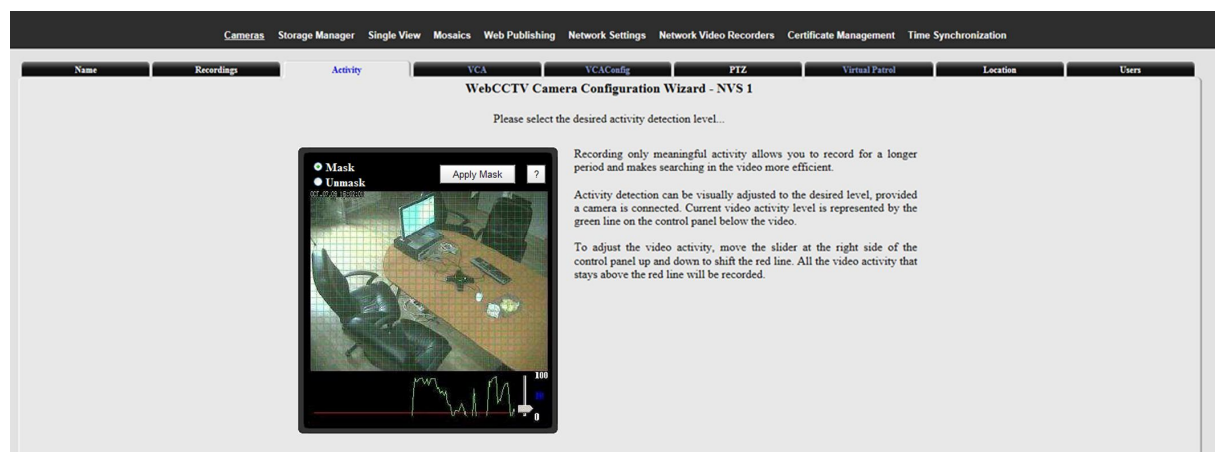 Cameras Storage Manager Single View Mosaics Web Publishing Network Settings Network Video Recorders Certificate Management Time Synchronization
Name Recordings Activity VCA VCAConfig PTZ Virtual Patrol Location Users
WebCCTV Camera Configuration Wizard - NVS 1
Please select the desired activity detection level...
Mask
Unmask
Apply Mask ?
Recording only meaningful activity allows you to record for a longer
period and makes searching in the video more efficient.
Activity detection can be visually adjusted to the desired level, provided
a camera is connected. Current video activity level is represented by the
green line on the control panel below the video.
To adjust the video activity, move the slider at the right side of the
control panel up and down to shift the red line. All the video activity that
stays above the red line will be recorded.
100
10
0